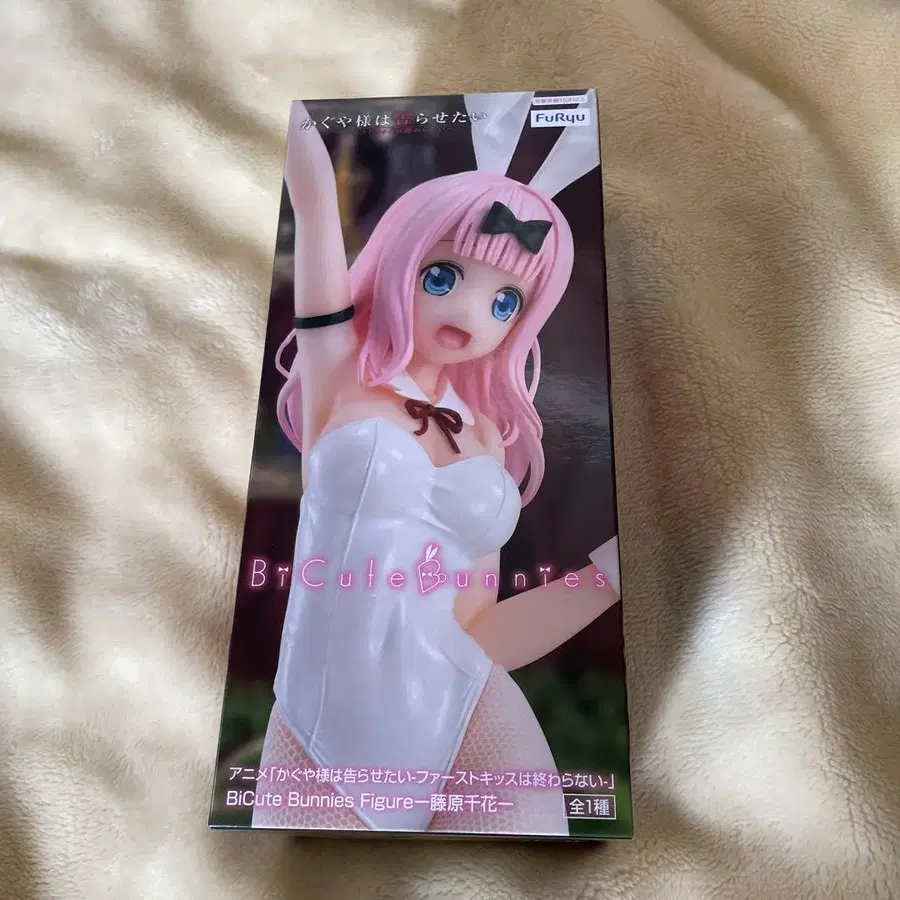 かぐや様は告らせたい
FuRyu
BiCute Bunnies
アニメ「かぐや様は告らせたい-ファーストキッスは終わらない-」
BiCute Bunnies Figureー藤原千花ー
全1種